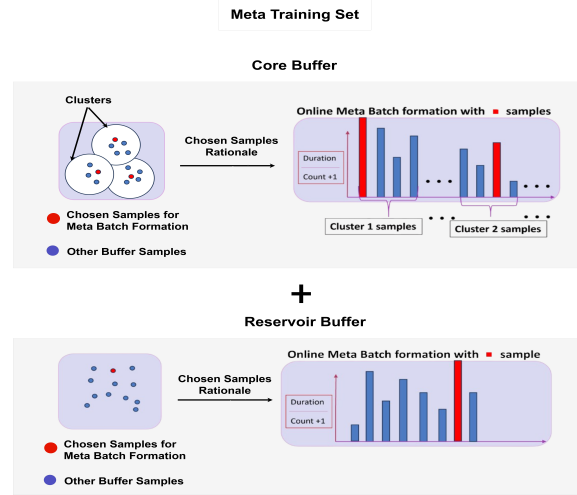 Meta Training Set
Core Buffer
Clusters
Chosen Samples
Rationale
Online Meta Batch formation with samples
Duration
Count +1
Cluster 1 samples
Cluster 2 samples
Chosen Samples for
Meta Batch Formation
Other Buffer Samples
+
Reservoir Buffer
Chosen Samples
Rationale
Online Meta Batch formation with sample
Duration
Count +1
Chosen Samples for
Meta Batch Formation
Other Buffer Samples